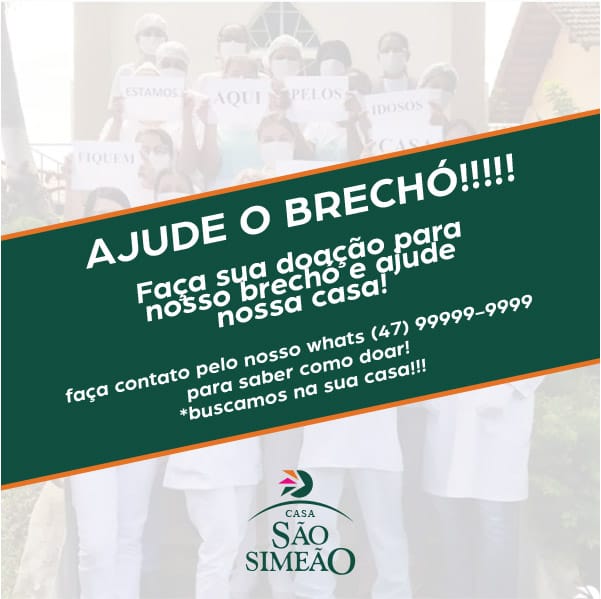 ESTAMOS
AQUI
PELOS
IDOSOS
FIQUEM
CASA
AJUDE O BRECHÓ!!!!!
Faça sua doação para
nosso brechó e ajude
nossa casa!
faça contato pelo nosso whats (47) 99999-9999
para saber como doar!
*buscamos na sua casa!!!
CASA
SÃO
SIMEÃO